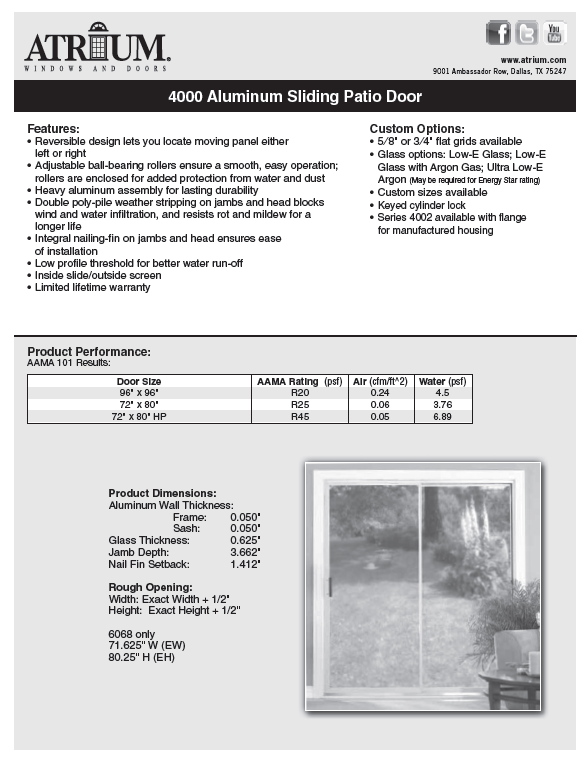 ATRIUM®
WINDOWS AND DOORS
f
t
You
Tube
www.atrium.com
9001 Ambassador Row, Dallas, TX 75247
4000 Aluminum Sliding Patio Door
Features:
• Reversible design lets you locate moving panel either
left or right
• Adjustable ball-bearing rollers ensure a smooth, easy operation;
rollers are enclosed for added protection from water and dust
• Heavy aluminum assembly for lasting durability
• Double poly-pile weather stripping on jambs and head blocks
wind and water infiltration, and resists rot and mildew for a
longer life
• Integral nailing-fin on jambs and head ensures ease
of installation
• Low profile threshold for better water run-off
• Inside slide/outside screen
• Limited lifetime warranty
Custom Options:
• 5/8" or 3/4" flat grids available
• Glass options: Low-E Glass; Low-E
Glass with Argon Gas; Ultra Low-E
Argon (May be required for Energy Star rating)
• Custom sizes available
• Keyed cylinder lock
• Series 4002 available with flange
for manufactured housing
Product Performance:
AAMA 101 Results:
Door Size AAMA Rating (psf) Air (cfm/ft^2) Water (psf)
96" x 96" R20 0.24 4.5
72" x 80" R25 0.06 3.76
72" x 80" HP R45 0.05 6.89
Product Dimensions:
Aluminum Wall Thickness:
Frame: 0.050"
Sash: 0.050"
Glass Thickness: 0.625"
Jamb Depth: 3.662"
Nail Fin Setback: 1.412"
Rough Opening:
Width: Exact Width + 1/2"
Height: Exact Height + 1/2"
6068 only
71.625" W (EW)
80.25" H (EH)